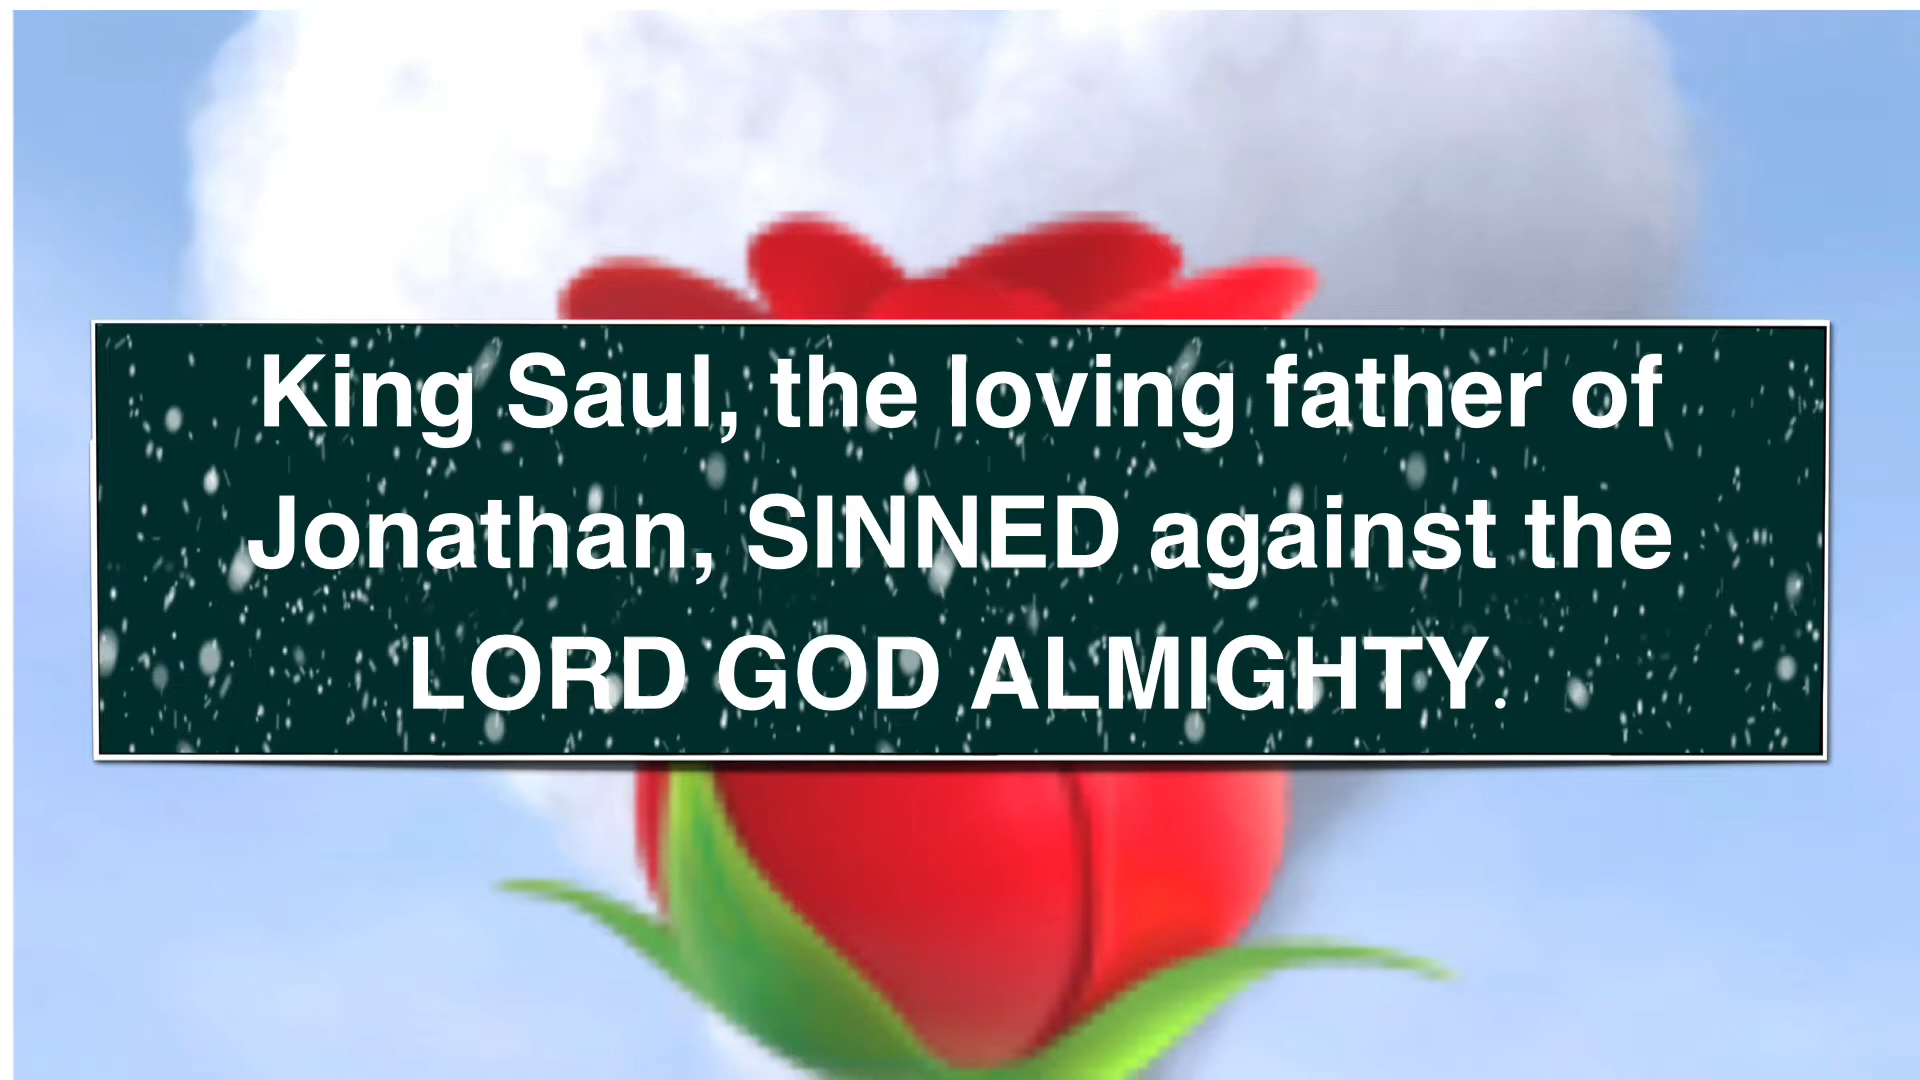 King Saul, the loving father of
Jonathan, SINNED against the
LORD GOD ALMIGHTY.